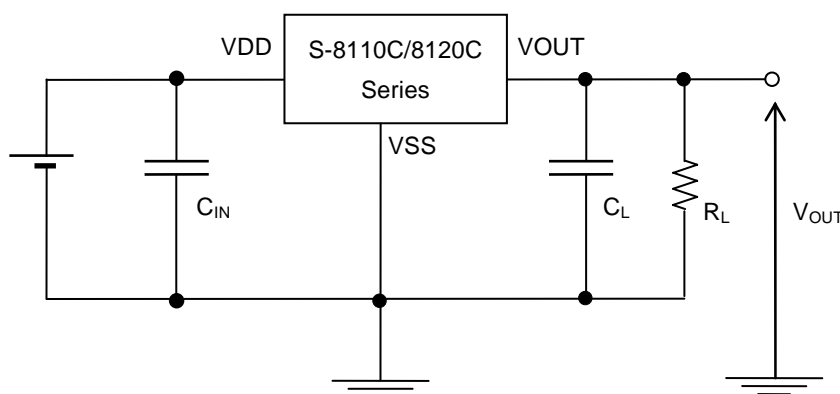 VDD
S-8110C/8120C
Series
VOUT
VSS
CIN
CL
RL
VOUT